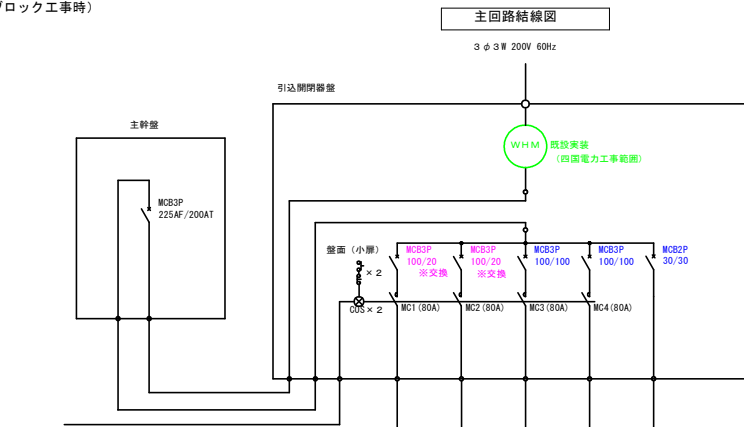 ブロック工事時）
主回路結線図
3φ3W 200V 60Hz
引込開閉器盤
主幹盤
WHM
既設実装
（四国電力工事範囲）
MCB3P
225AF/200AT
盤面（小扉）
×2
COS×2
MCB3P
100/20
※交換
MCB3P
100/20
※交換
MCB3P
100/100
MCB3P
100/100
MCB2P
30/30
MC1(80A)
MC2(80A)
MC3(80A)
MC4(80A)